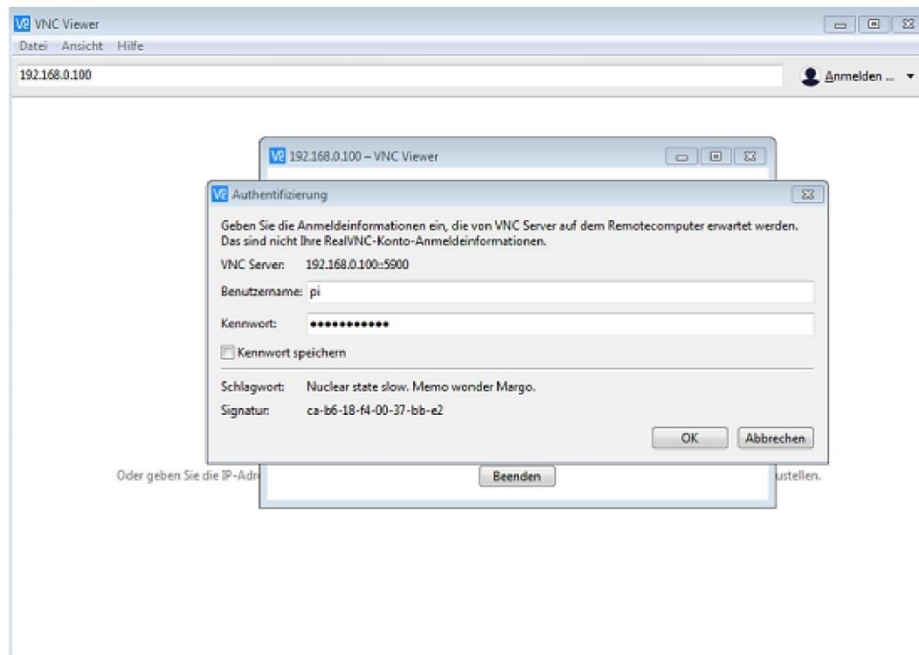 VNC Viewer
Datei Ansicht Hilfe
192.168.0.100
Anmelden ...
192.168.0.100 – VNC Viewer
Authentifizierung
Geben Sie die Anmeldeinformationen ein, die von VNC Server auf dem Remotecomputer erwartet werden.
Das sind nicht Ihre RealVNC-Konto-Anmeldeinformationen.
VNC Server: 192.168.0.100::5900
Benutzername: pi
Kennwort: •••••••••••
Kennwort speichern
Schlagwort: Nuclear state slow. Memo wonder Margo.
Signatur: ca-b6-18-f4-00-37-bb-e2
OK Abbrechen
Oder geben Sie die IP-Adr ustellen.
Beenden